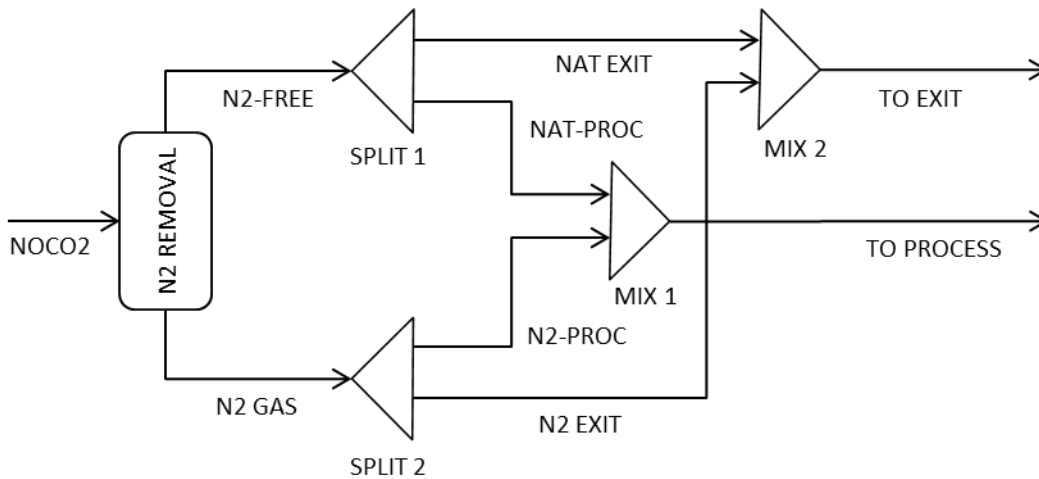 NAT EXIT
TO EXIT
N2-FREE
NAT-PROC
SPLIT 1
MIX 2
N2 REMOVAL
NOCO2
TO PROCESS
MIX 1
N2-PROC
N2 GAS
N2 EXIT
SPLIT 2